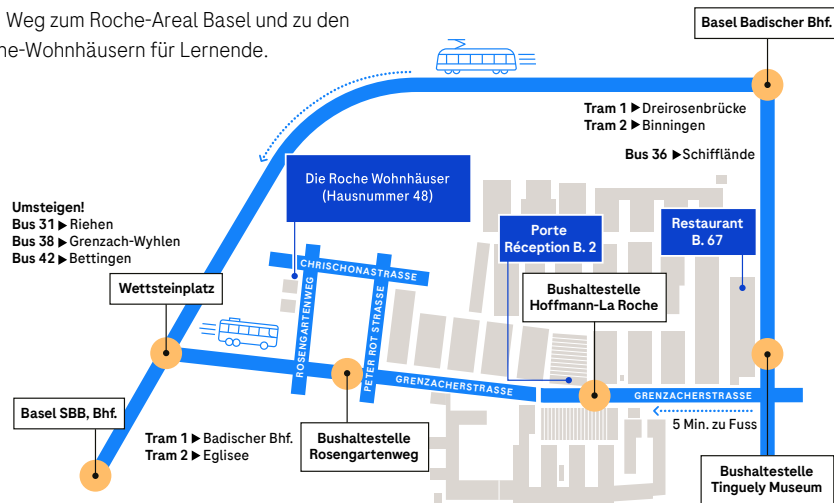 Weg zum Roche-Areal Basel und zu den
ne-Wohnhäusern für Lernende.
Basel Badischer Bhf.
Tram 1 ▶ Dreirosenbrücke
Tram 2 ▶ Binningen
Bus 36 ▶ Schifflände
Die Roche Wohnhäuser
(Hausnummer 48)
Umsteigen!
Bus 31 ▶ Riehen
Bus 38 ▶ Grenzach-Wyhlen
Bus 42 ▶ Bettingen
Porte
Réception B. 2
Restaurant
B. 67
CHRISCHONASTRASSE
Wettsteinplatz
Bushaltestelle
Hoffmann-La Roche
ROSENGARTENWEG
PETER ROT STRASSE
GRENZACHERSTRASSE
GRENZACHERSTRASSE
5 Min. zu Fuss
Basel SBB, Bhf.
Tram 1 ▶ Badischer Bhf.
Tram 2 ▶ Eglisee
Bushaltestelle
Rosengartenweg
Bushaltestelle
Tinguely Museum